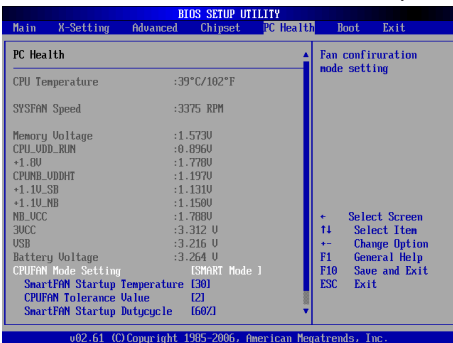 BIOS SETUP UTILITY
Main X-Setting Advanced Chipset PC Health Boot Exit
PC Health
CPU Temperature :39°C/102°F
SYSFAN Speed :3375 RPM
Memory Voltage :1.573V
CPU_VDD_RUN :0.896V
+1.8V :1.778V
CPUNB_VDDHT :1.197V
+1.1V_SB :1.131V
+1.1V_NB :1.150V
NB_VCC :1.788V
3VCC :3.312 V
VSB :3.216 V
Battery Voltage :3.264 V
CPUFAN Mode Setting [SMART Mode ]
SmartFAN Startup Temperature [30]
CPUFAN Tolerance Value [2]
SmartFAN Startup Dutycycle [60%]
Fan confiruration
mode setting
← Select Screen
↑↓ Select Item
+- Change Option
F1 General Help
F10 Save and Exit
ESC Exit
v02.61 (C)Copyright 1985-2006, American Megatrends, Inc.